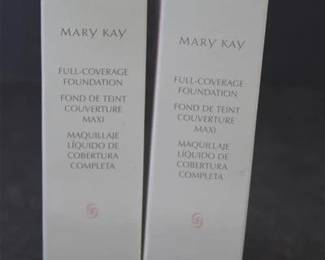 MARY KAY
FULL-COVERAGE
FOUNDATION
FOND DE TEINT
COUVERTURE
MAXI
MAQUILLAJE
LÍQUIDO DE
COBERTURA
COMPLETA
MARY KAY
FULL-COVERAGE
FOUNDATION
FOND DE TEINT
COUVERTURE
MAXI
MAQUILLAJE
LÍQUIDO DE
COBERTURA
COMPLETA